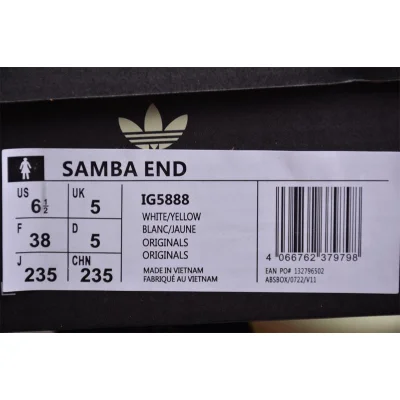 SAMBA END
US 6½ UK 5
F 38 D 5
J 235 CHN 235
IG5888
WHITE/YELLOW
BLANC/JAUNE
ORIGINALS
ORIGINALS
MADE IN VIETNAM
FABRIQUÉ AU VIETNAM
4 066762 379798
EAN PO# 132796502
ABSBOX/0722/V11